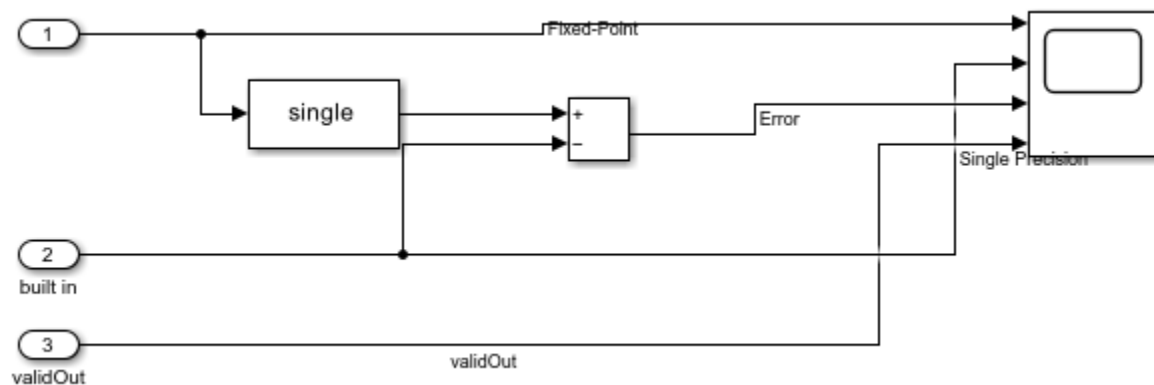 1
Fixed-Point
single
+
−
Error
Single Precision
2
built in
3
validOut
validOut